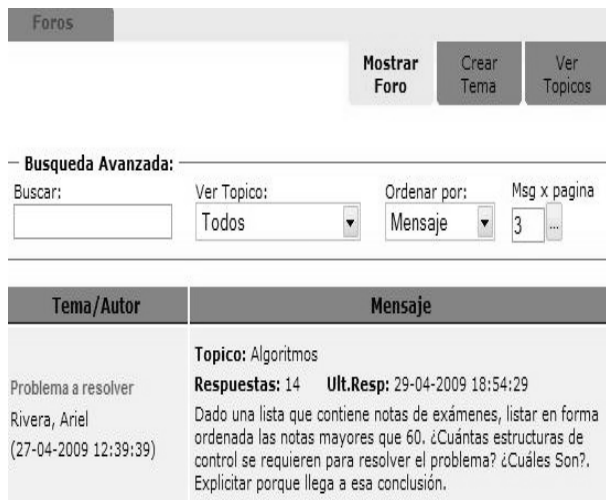 Foros
Mostrar Foro
Crear Tema
Ver Topicos
Busqueda Avanzada:
Buscar:
Ver Topico:
Ordenar por:
Msg x pagina
Todos
Mensaje
3
...
Tema/Autor
Mensaje
Topico: Algoritmos
Problema a resolver
Respuestas: 14 Ult.Resp: 29-04-2009 18:54:29
Rivera, Ariel
(27-04-2009 12:39:39)
Dado una lista que contiene notas de exámenes, listar en forma
ordenada las notas mayores que 60. ¿Cuántas estructuras de
control se requieren para resolver el problema? ¿Cuáles Son?.
Explicitar porque llega a esa conclusión.